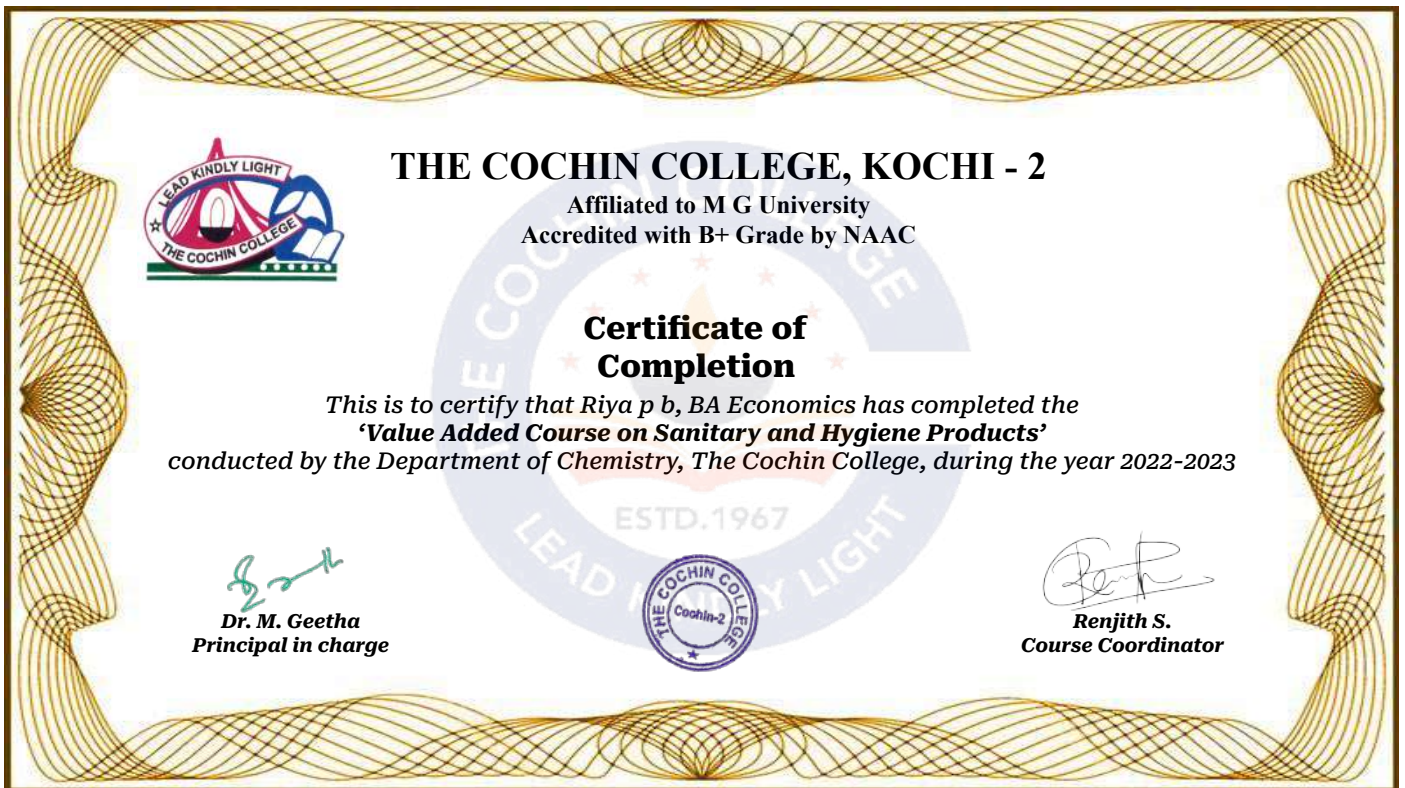 LEAD KINDLY LIGHT
THE COCHIN COLLEGE
THE COCHIN COLLEGE, KOCHI - 2
Affiliated to M G University
Accredited with B+ Grade by NAAC
THE COCHIN COLLEGE
Certificate of
Completion
This is to certify that Riya p b, BA Economics has completed the
‘Value Added Course on Sanitary and Hygiene Products’
conducted by the Department of Chemistry, The Cochin College, during the year 2022-2023
ESTD.1967
LEAD KINDLY LIGHT
THE COCHIN COLLEGE
Cochin-2
Dr. M. Geetha
Principal in charge
Renjith S.
Course Coordinator